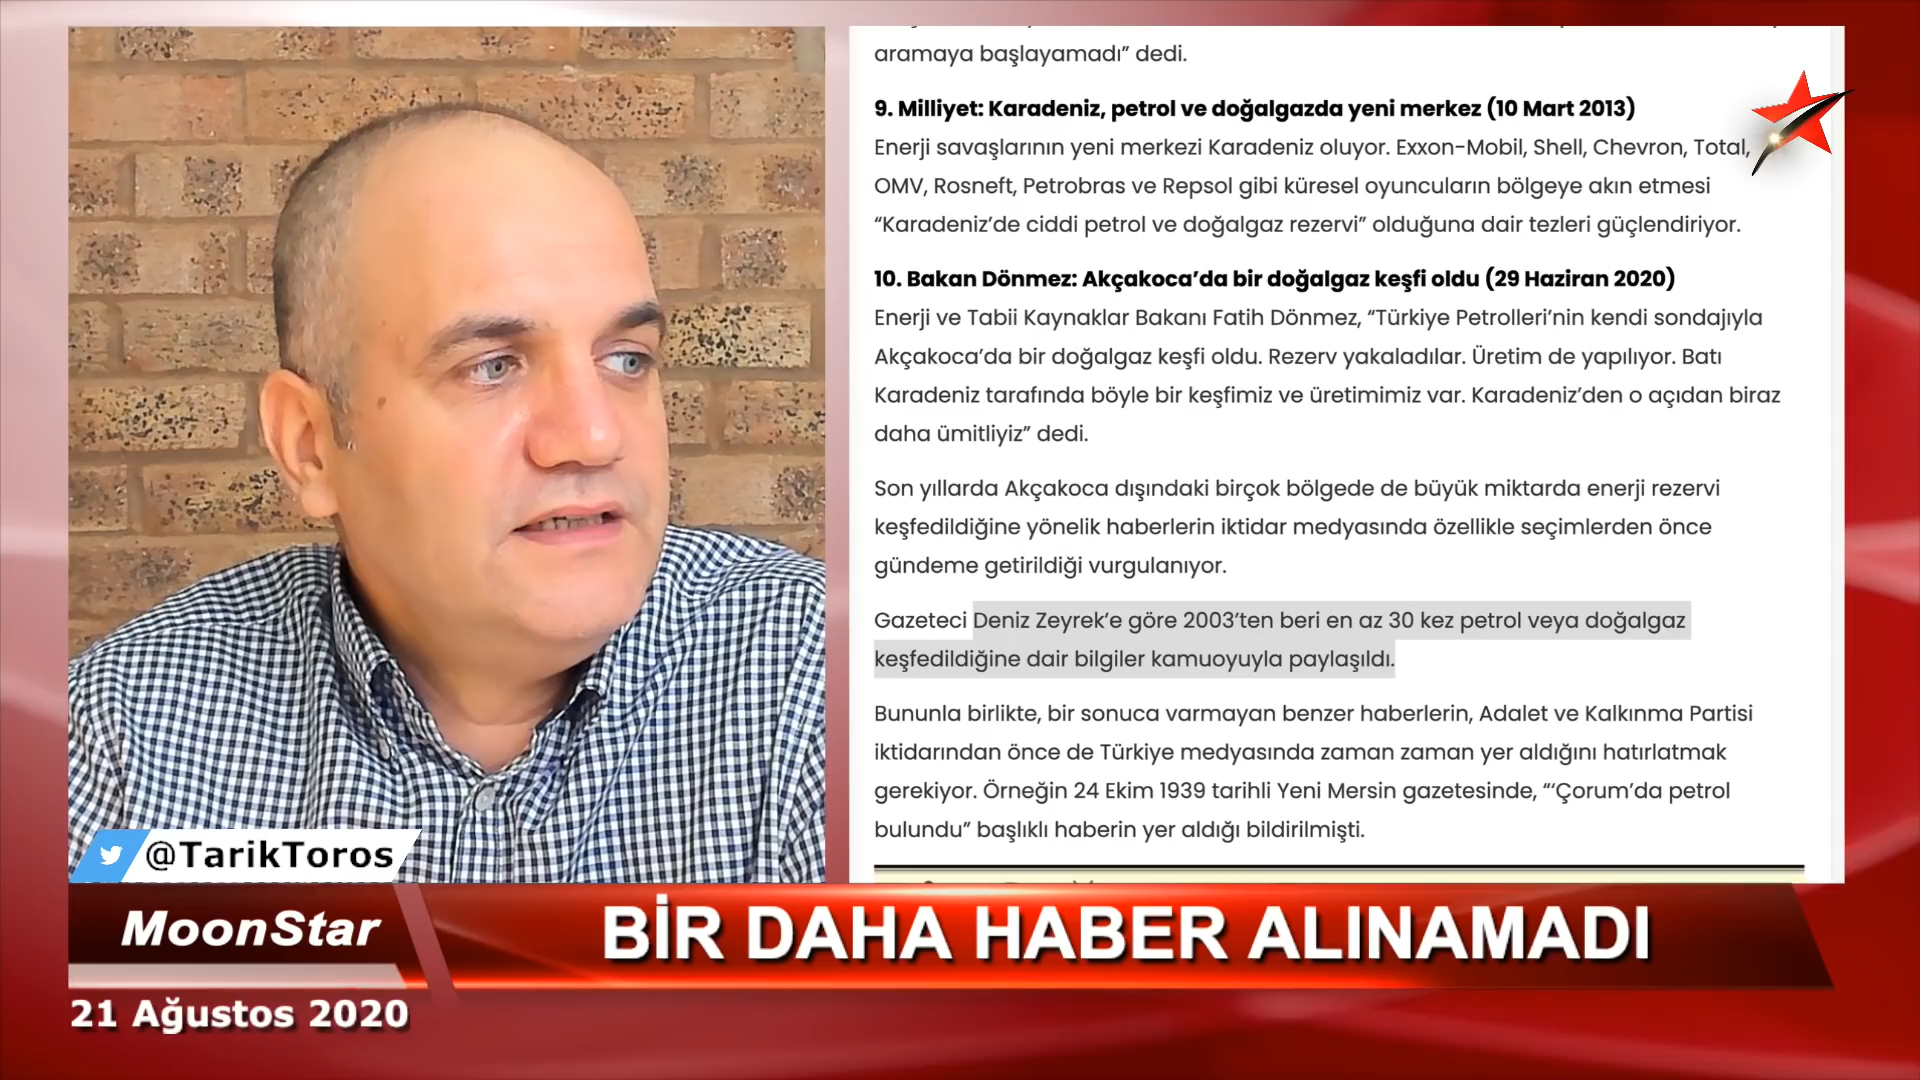 aramaya başlayamadı” dedi.
9. Milliyet: Karadeniz, petrol ve doğalgazda yeni merkez (10 Mart 2013)
Enerji savaşlarının yeni merkezi Karadeniz oluyor. Exxon-Mobil, Shell, Chevron, Total,
OMV, Rosneft, Petrobras ve Repsol gibi küresel oyuncuların bölgeye akın etmesi
“Karadeniz’de ciddi petrol ve doğalgaz rezervi” olduğuna dair tezleri güçlendiriyor.
10. Bakan Dönmez: Akçakoca’da bir doğalgaz keşfi oldu (29 Haziran 2020)
Enerji ve Tabii Kaynaklar Bakanı Fatih Dönmez, “Türkiye Petrolleri’nin kendi sondajıyla
Akçakoca’da bir doğalgaz keşfi oldu. Rezerv yakaladılar. Üretim de yapılıyor. Batı
Karadeniz tarafında böyle bir keşfimiz ve üretimimiz var. Karadeniz’den o açıdan biraz
daha ümitliyiz” dedi.
Son yıllarda Akçakoca dışındaki birçok bölgede de büyük miktarda enerji rezervi
keşfedildiğine yönelik haberlerin iktidar medyasında özellikle seçimlerden önce
gündeme getirildiği vurgulanıyor.
Gazeteci Deniz Zeyrek’e göre 2003’ten beri en az 30 kez petrol veya doğalgaz
keşfedildiğine dair bilgiler kamuoyuyla paylaşıldı.
Bununla birlikte, bir sonuca varmayan benzer haberlerin, Adalet ve Kalkınma Partisi
iktidarından önce de Türkiye medyasında zaman zaman yer aldığını hatırlatmak
gerekiyor. Örneğin 24 Ekim 1939 tarihli Yeni Mersin gazetesinde, “‘Çorum’da petrol
bulundu” başlıklı haberin yer aldığı bildirilmişti.
@TarikToros
MoonStar
BİR DAHA HABER ALINAMADI
21 Ağustos 2020